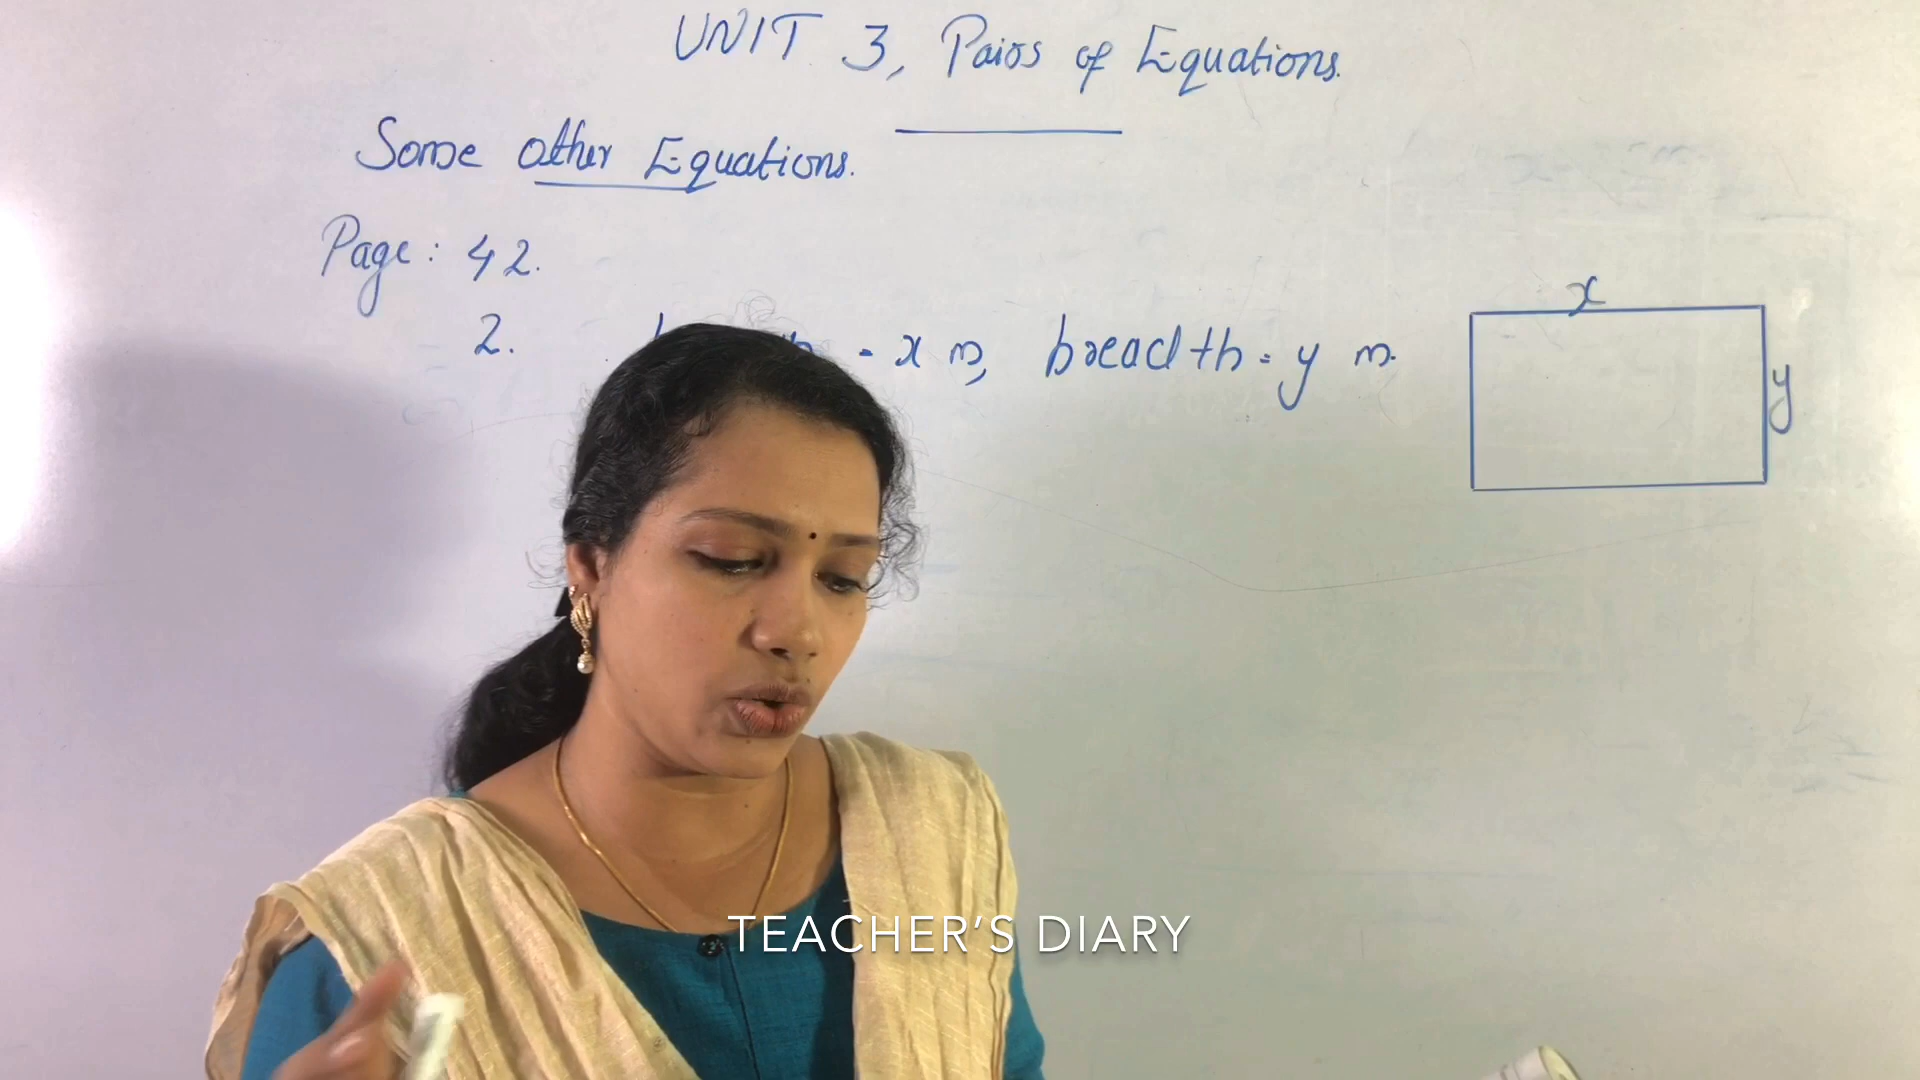 UNIT 3, Pairs of Equations.
Some other Equations.
Page: 42.
2. = x m, breadth = y m.
x
y
TEACHER'S DIARY